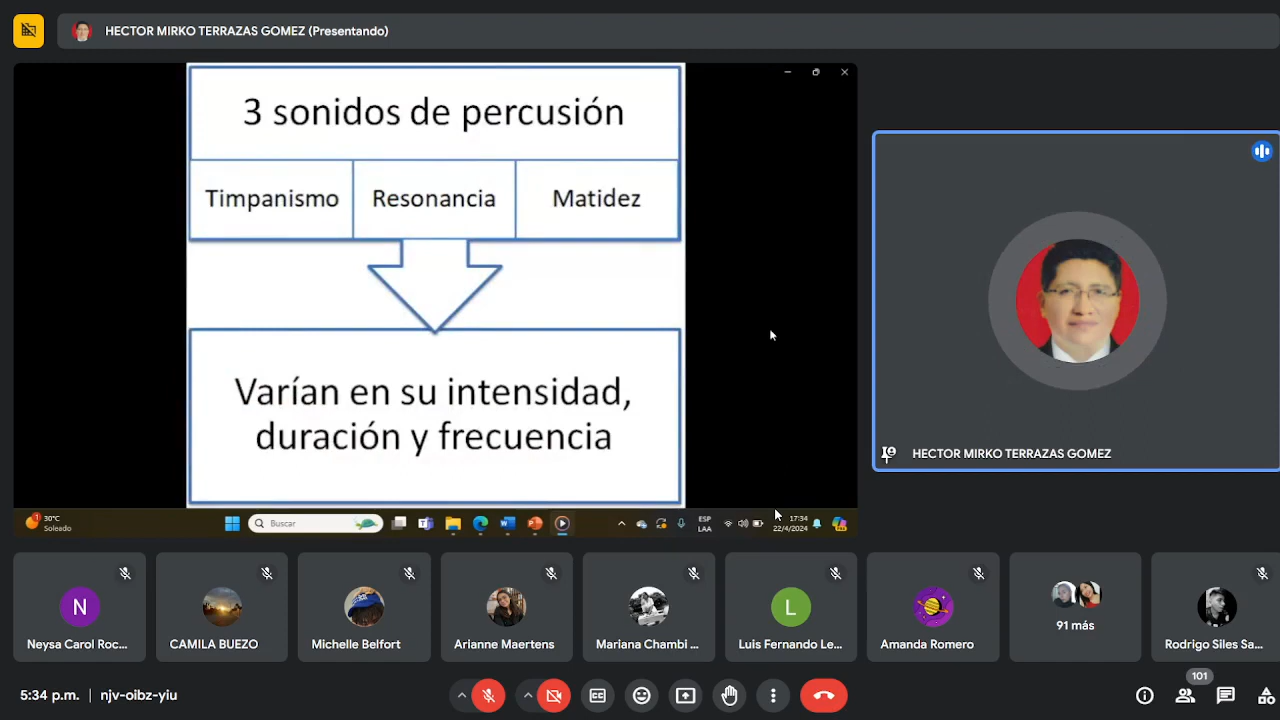 HECTOR MIRKO TERRAZAS GOMEZ (Presentando)
3 sonidos de percusión
Timpanismo
Resonancia
Matidez
Varían en su intensidad,
duración y frecuencia
HECTOR MIRKO TERRAZAS GOMEZ
1
30°C
Soleado
Buscar
ESP
LAA
17:34
22/4/2024
N
Neysa Carol Roc...
CAMILA BUEZO
Michelle Belfort
Arianne Maertens
Mariana Chambi ...
L
Luis Fernando Le...
Amanda Romero
91 más
Rodrigo Siles Sa...
5:34 p.m.
njv-oibz-yiu
101